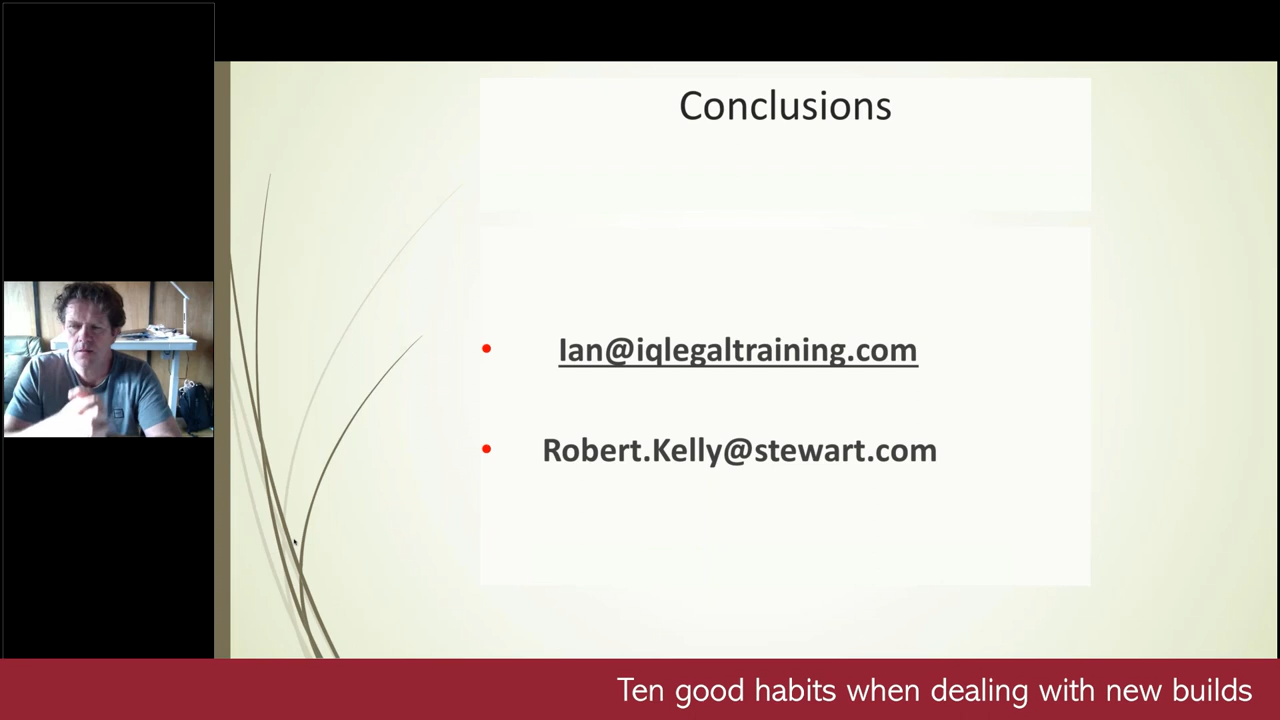 Conclusions
• Ian@iqlegaltraining.com
• Robert.Kelly@stewart.com
Ten good habits when dealing with new builds